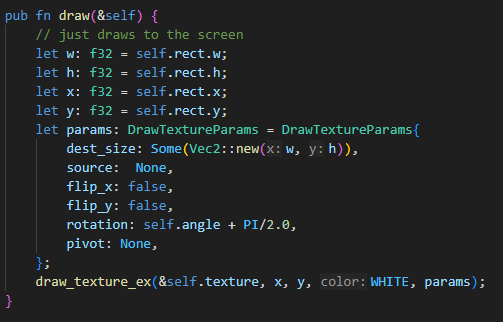 pub fn draw(&self) {
    // just draws to the screen
    let w: f32 = self.rect.w;
    let h: f32 = self.rect.h;
    let x: f32 = self.rect.x;
    let y: f32 = self.rect.y;
    let params: DrawTextureParams = DrawTextureParams{
        dest_size: Some(Vec2::new(x: w, y: h)),
        source:  None,
        flip_x: false,
        flip_y: false,
        rotation: self.angle + PI/2.0,
        pivot: None,
    };
    draw_texture_ex(&self.texture, x, y, color: WHITE, params);
}